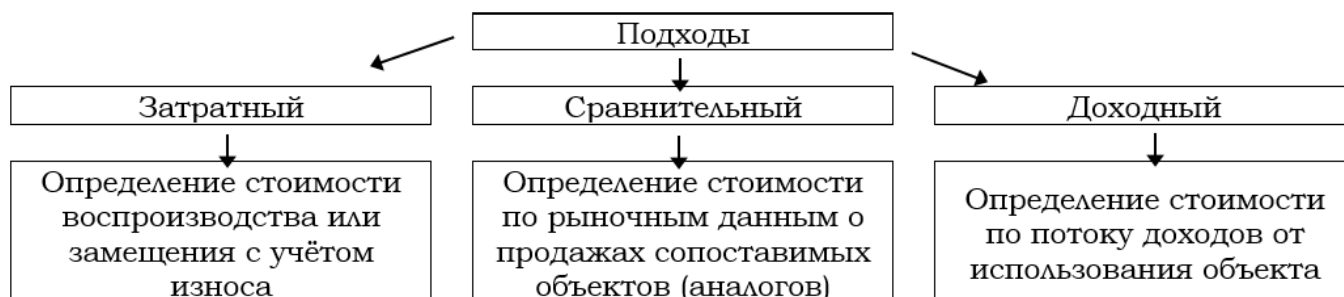 Подходы
Затратный
Сравнительный
Доходный
Определение стоимости
воспроизводства или
замещения с учётом
износа
Определение стоимости
по рыночным данным о
продажах сопоставимых
объектов (аналогов)
Определение стоимости
по потоку доходов от
использования объекта